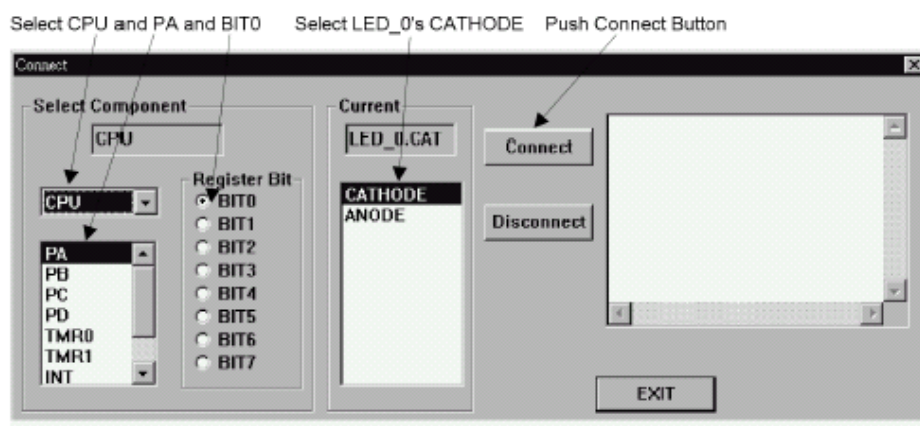 Select CPU and PA and BIT0
Select LED_0's CATHODE
Push Connect Button
Connect
Select Component
CPU
CPU
PA
PB
PC
PD
TMR0
TMR1
INT
Register Bit
BIT0
BIT1
BIT2
BIT3
BIT4
BIT5
BIT6
BIT7
Current
LED_0.CAT
CATHODE
ANODE
Connect
Disconnect
EXIT